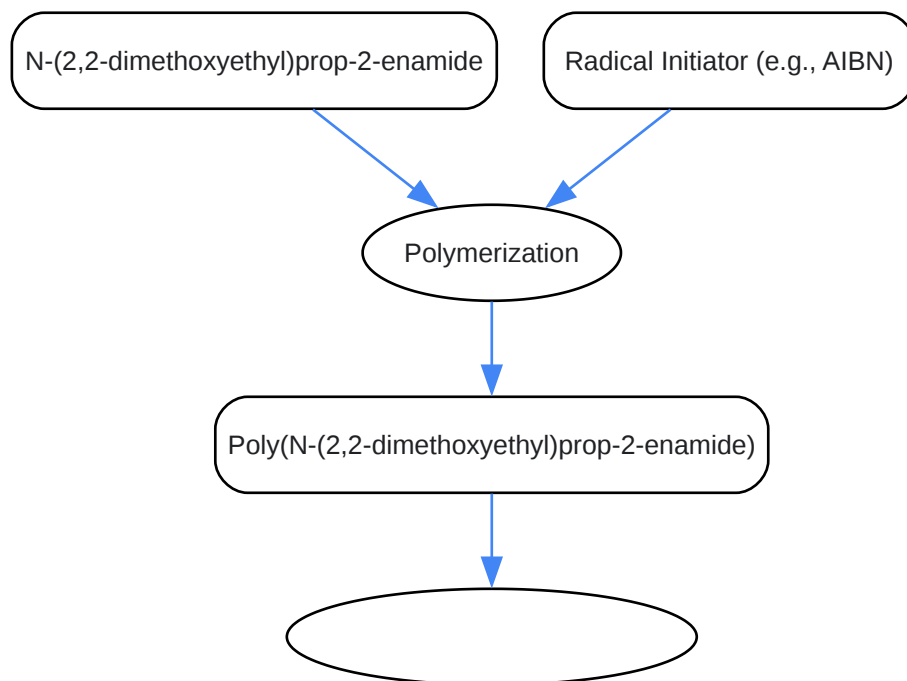 N-(2,2-dimethoxyethyl)prop-2-enamide
Radical Initiator (e.g., AIBN)
Polymerization
Poly(N-(2,2-dimethoxyethyl)prop-2-enamide)